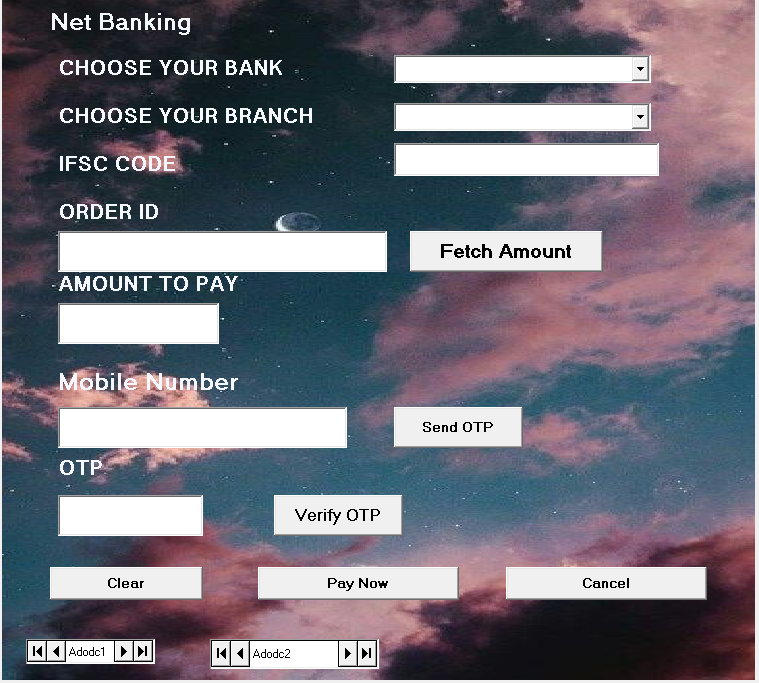 Net Banking
CHOOSE YOUR BANK
CHOOSE YOUR BRANCH
IFSC CODE
ORDER ID
Fetch Amount
AMOUNT TO PAY
Mobile Number
Send OTP
OTP
Verify OTP
Clear Pay Now Cancel
Adodc1 Adodc2